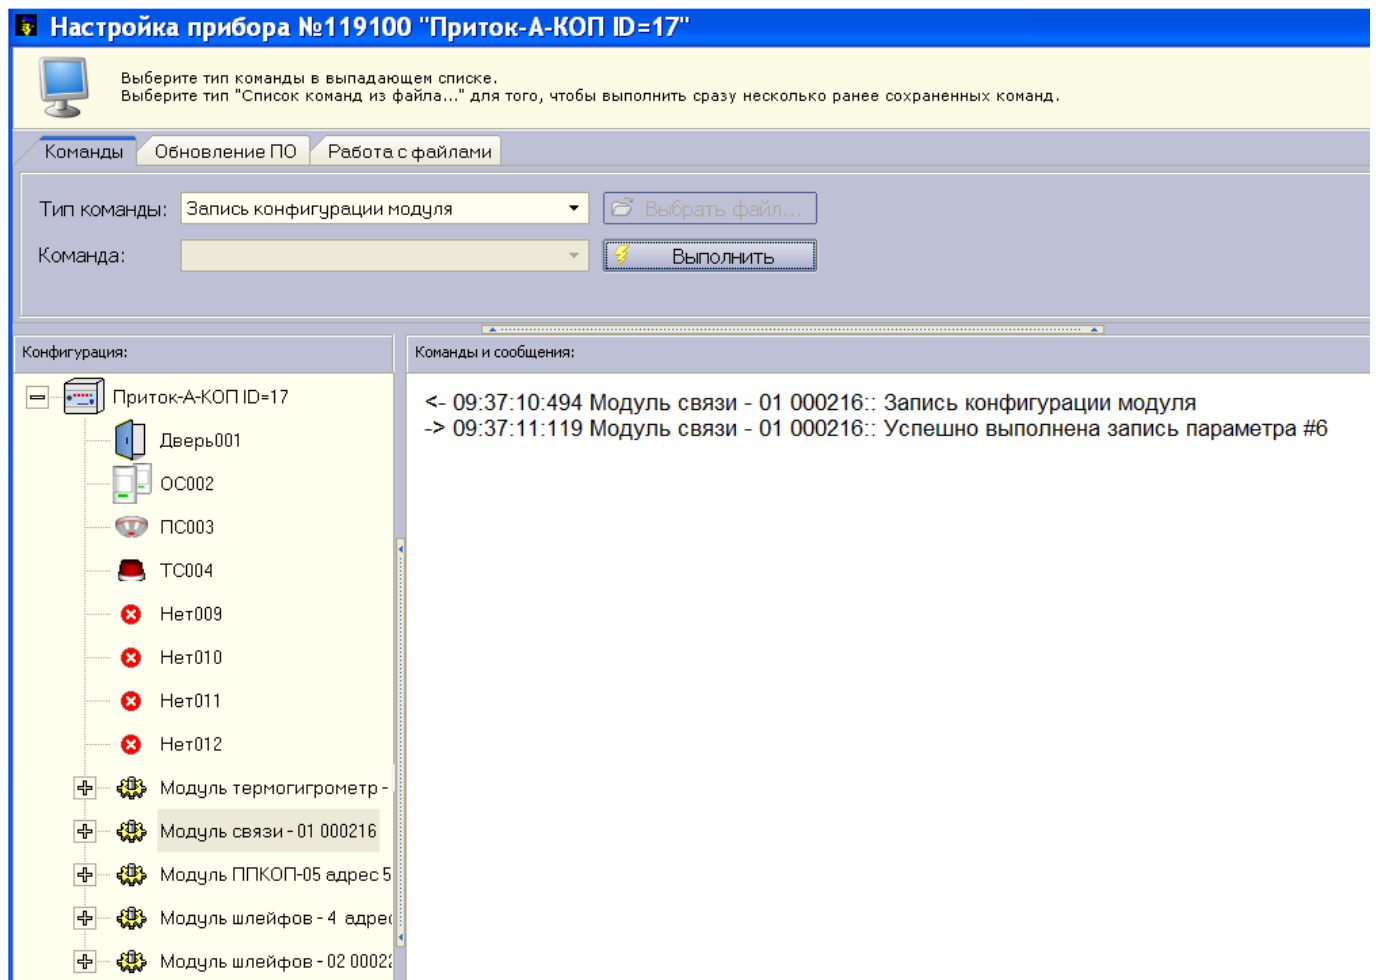 Настройка прибора №119100 "Приток-А-КОП ID=17"
Выберите тип команды в выпадающем списке.
Выберите тип "Список команд из файла..." для того, чтобы выполнить сразу несколько ранее сохраненных команд.
Команды Обновление ПО Работа с файлами
Тип команды: Запись конфигурации модуля Выбрать файл...
Команда: Выполнить
Конфигурация:
Приток-А-КОП ID=17
Дверь001
ОС002
ПС003
ТС004
Нет009
Нет010
Нет011
Нет012
Модуль термогигрометр -
Модуль связи - 01 000216
Модуль ППКОП-05 адрес 5
Модуль шлейфов - 4 адре
Модуль шлейфов - 02 0002
Команды и сообщения:
<- 09:37:10:494 Модуль связи - 01 000216:: Запись конфигурации модуля
-> 09:37:11:119 Модуль связи - 01 000216:: Успешно выполнена запись параметра #6